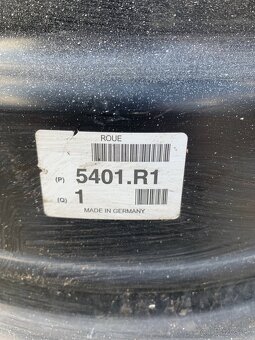 ROUE
(P) 5401.R1
(Q) 1
MADE IN GERMANY